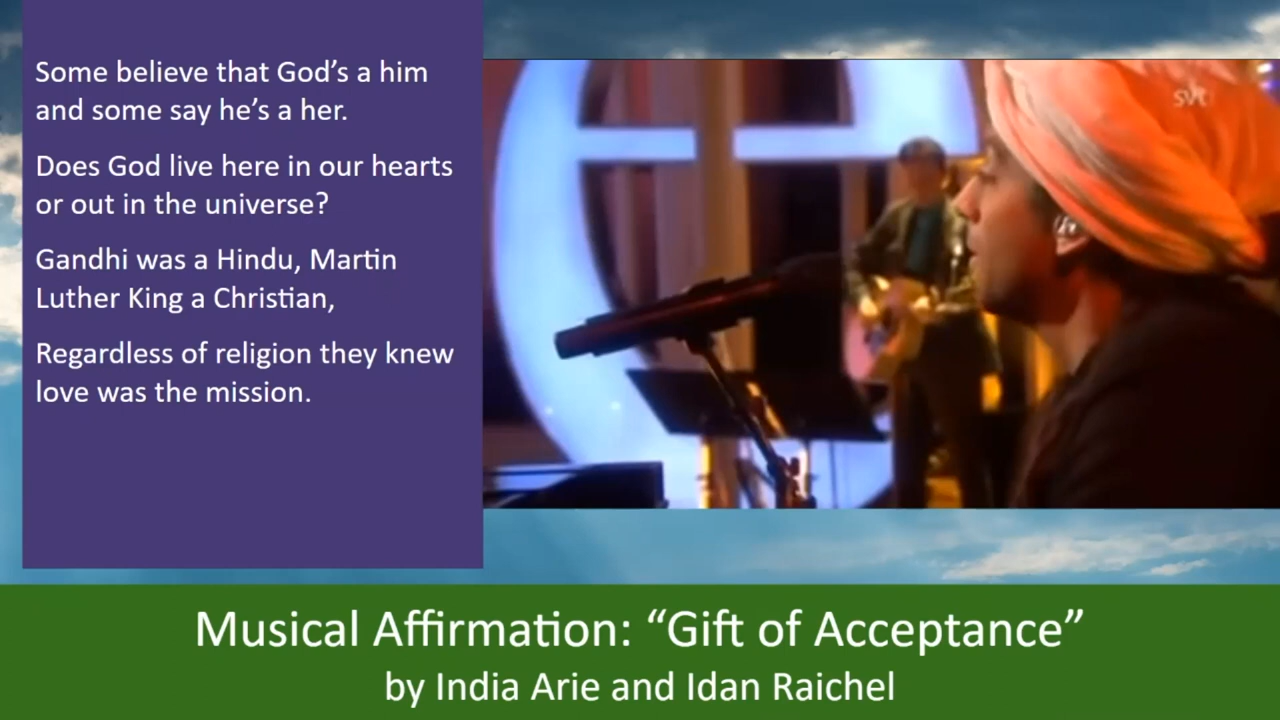 Some believe that God’s a him
and some say he’s a her.
Does God live here in our hearts
or out in the universe?
Gandhi was a Hindu, Martin
Luther King a Christian,
Regardless of religion they knew
love was the mission.
svt
Musical Affirmation: “Gift of Acceptance”
by India Arie and Idan Raichel